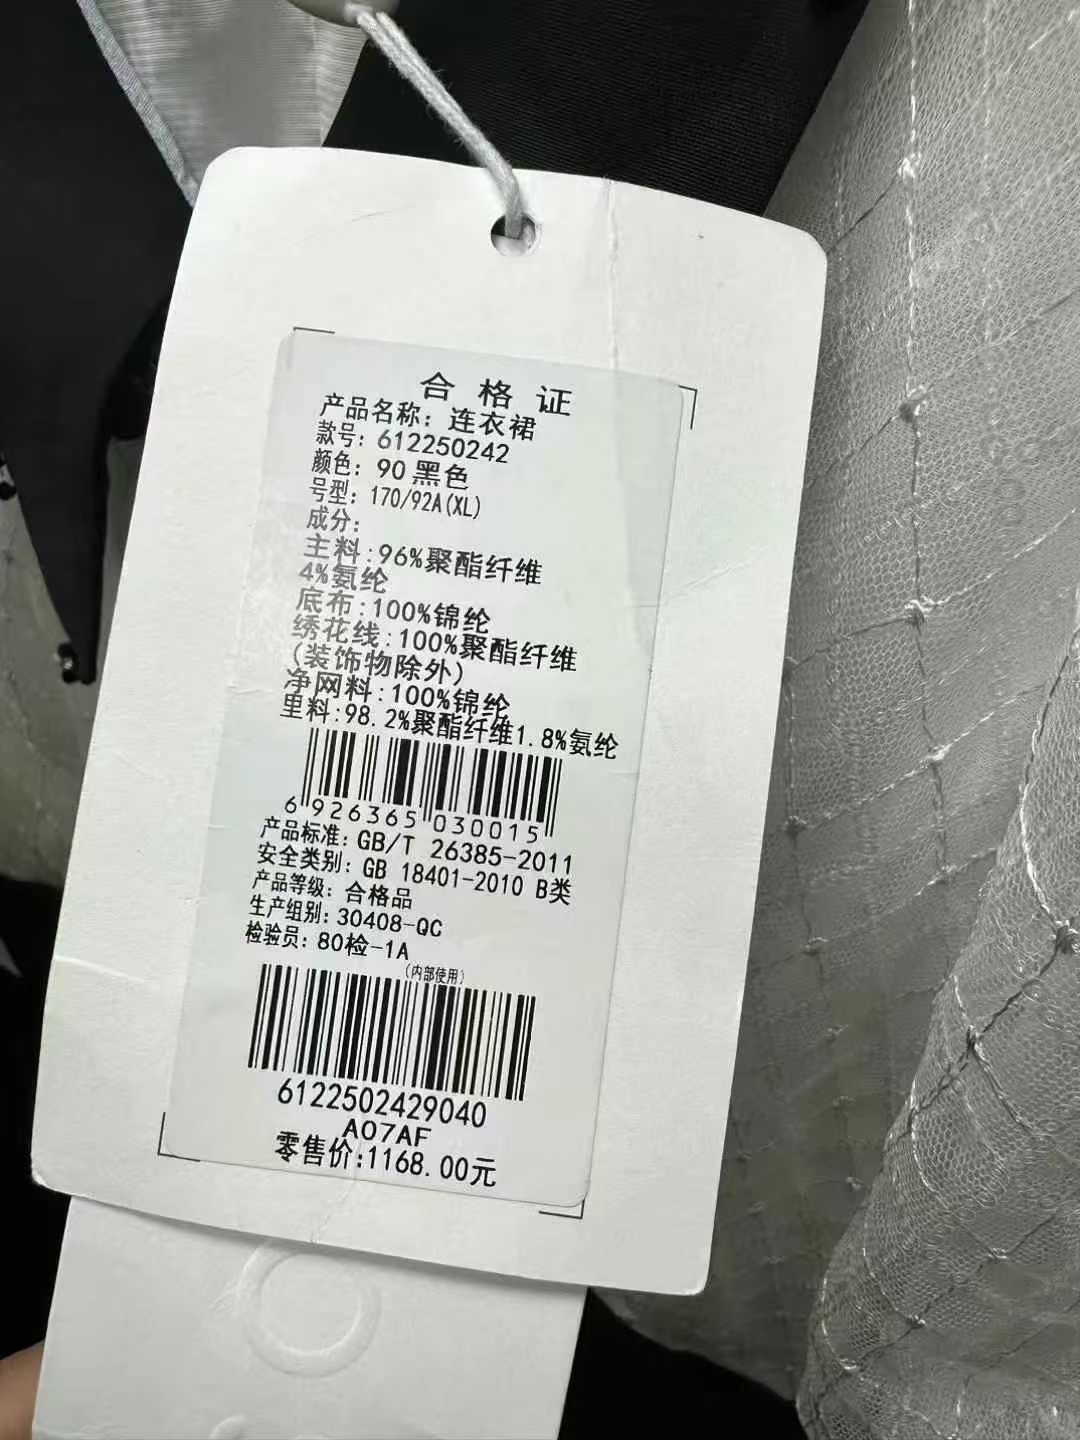 合格证
产品名称：连衣裙
款号：612250242
颜色：90 黑色
号型：170/92A(XL)
成分：
主料:96%聚酯纤维
4%氨纶
底布:100%锦纶
绣花线:100%聚酯纤维
(装饰物除外)
净网料:100%锦纶
里料:98.2%聚酯纤维1.8%氨纶
6 926365 030015
产品标准：GB/T 26385-2011
安全类别：GB 18401-2010 B类
产品等级：合格品
生产组别：30408-QC
检验员：80检-1A
(内部使用)
6122502429040
A07AF
零售价:1168.00元